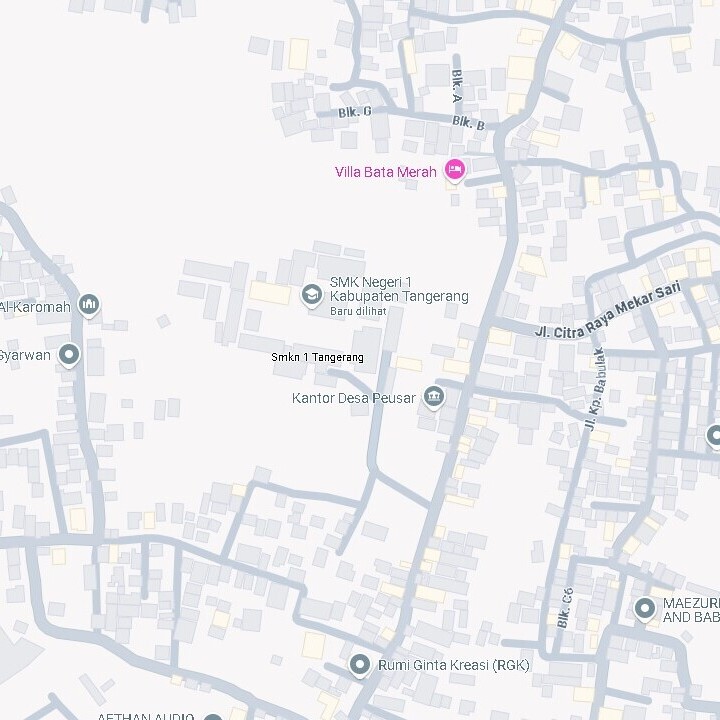 Blk. A
Blk. G
Blk. B
Villa Bata Merah
SMK Negeri 1
Kabupaten Tangerang
Baru dilihat
Al-Karomah
Jl. Citra Raya Mekar Sari
Syarwan
Smkn 1 Tangerang
Jl. Kp. Babulak
Kantor Desa Peusar
Blk. C6
MAEZUR
AND BAB
Rumi Ginta Kreasi (RGK)
AETHAN AUDIO